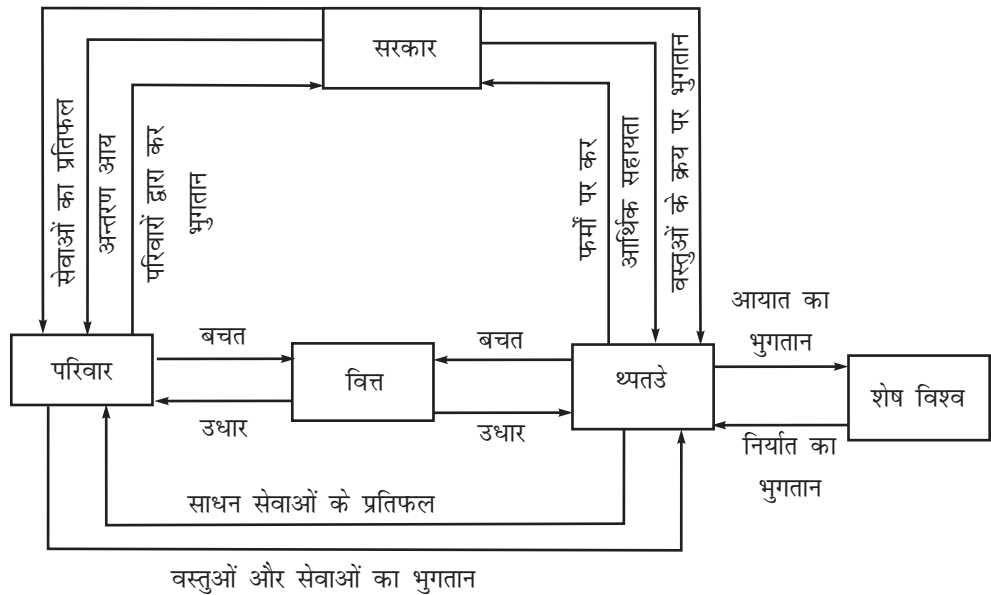 सरकार
सेवाओं का प्रतिफल
अन्तरण आय
परिवारों द्वारा कर
भुगतान
फर्मों पर कर
आर्थिक सहायता
वस्तुओं के क्रय पर भुगतान
आयात का
भुगतान
बचत
बचत
परिवार
वित्त
थ्पतउे
शेष विश्व
उधार
उधार
निर्यात का
भुगतान
साधन सेवाओं के प्रतिफल
वस्तुओं और सेवाओं का भुगतान